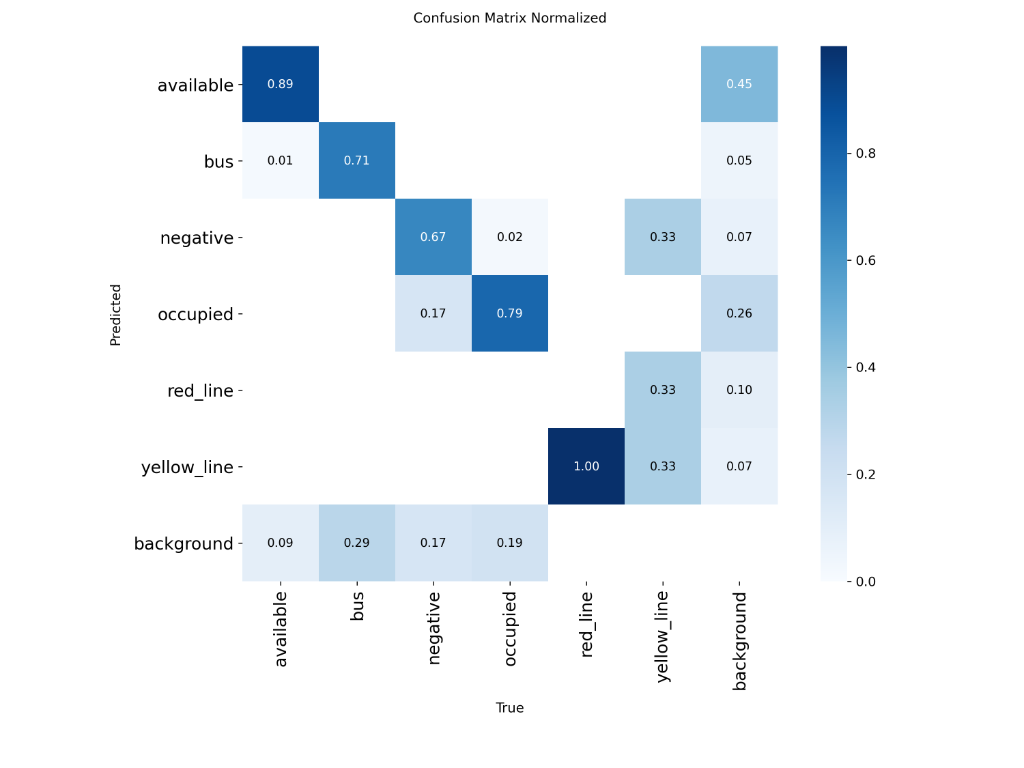 Confusion Matrix Normalized
available 0.89 0.45
bus 0.01 0.71 0.05 0.8
negative 0.67 0.02 0.33 0.07 0.6
Predicted
occupied 0.17 0.79 0.26
0.4
red_line 0.33 0.10
yellow_line 1.00 0.33 0.07 0.2
background 0.09 0.29 0.17 0.19
0.0
available bus negative occupied red_line yellow_line background
True